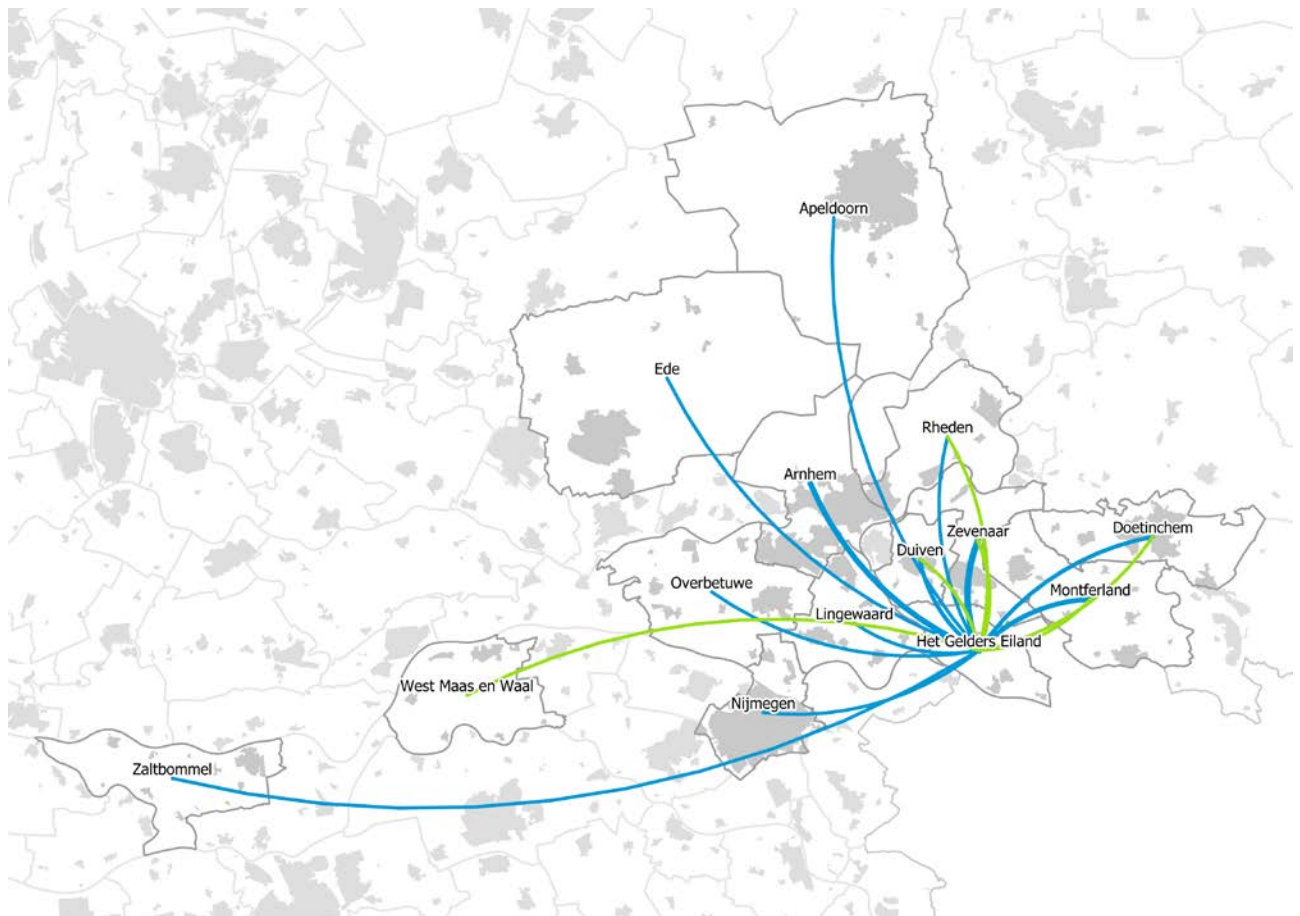 Apeldoorn
Ede
Rheden
Arnhem
Zevenaar
Doetinchem
Duiven
Overbetuwe
Montferland
Lingewaard
Het Gelders Eiland
West Maas en Waal
Nijmegen
Zaltbommel